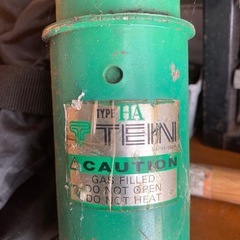 TYPE HA
TEIN
CAUTION
GAS FILLED
DO NOT OPEN
DO NOT HEAT